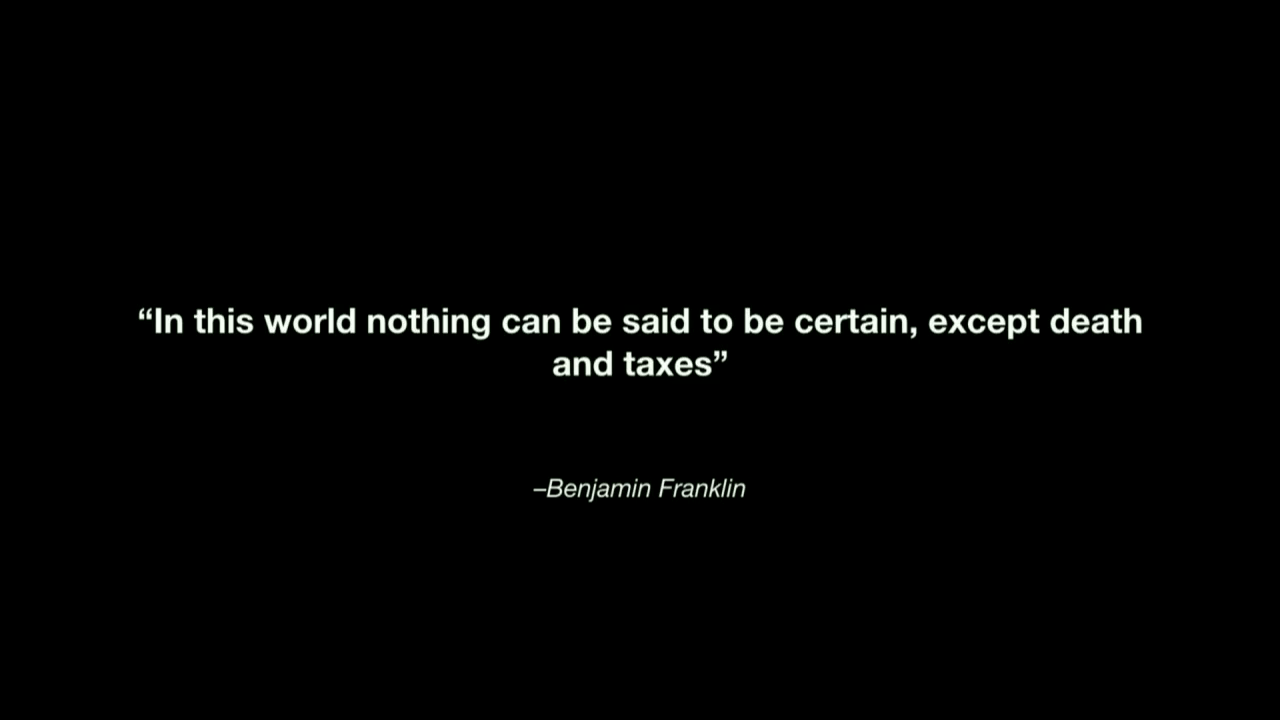 “In this world nothing can be said to be certain, except death
and taxes”
–Benjamin Franklin